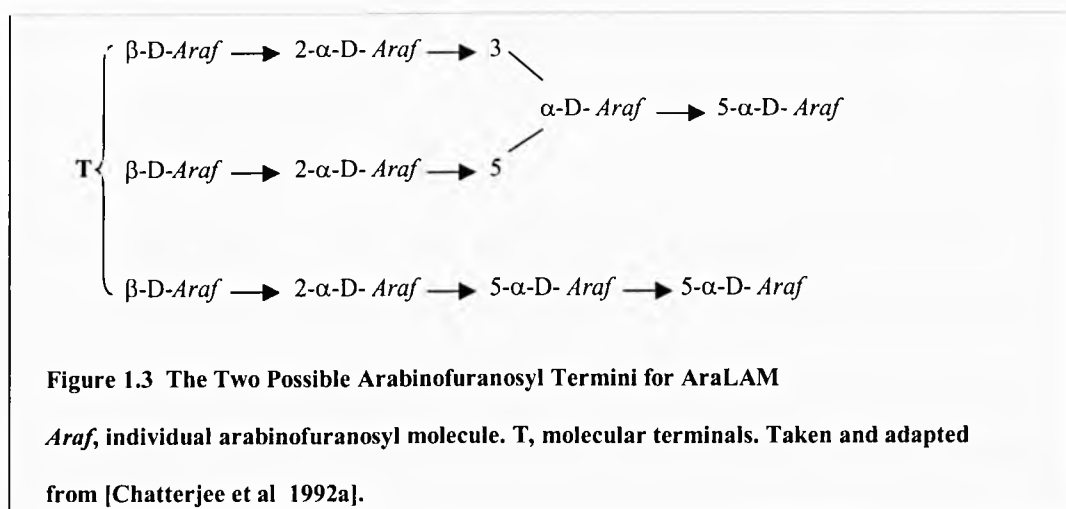 β-D-Araf → 2-α-D- Araf → 3
α-D- Araf → 5-α-D- Araf
T { β-D-Araf → 2-α-D- Araf → 5
β-D-Araf → 2-α-D- Araf → 5-α-D- Araf → 5-α-D- Araf
Figure 1.3 The Two Possible Arabinofuranosyl Termini for AraLAM
Araf, individual arabinofuranosyl molecule. T, molecular terminals. Taken and adapted
from [Chatterjee et al 1992a].